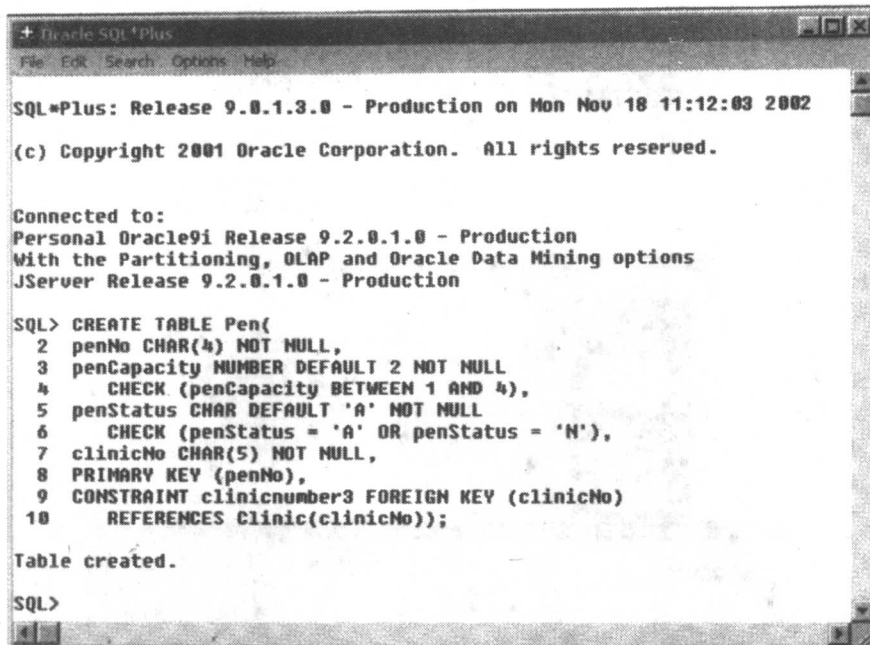 Oracle SQL*Plus
File Edit Search Options Help
SQL*Plus: Release 9.0.1.3.0 - Production on Mon Nov 18 11:12:03 2002
(c) Copyright 2001 Oracle Corporation.  All rights reserved.
Connected to:
Personal Oracle9i Release 9.2.0.1.0 - Production
With the Partitioning, OLAP and Oracle Data Mining options
JServer Release 9.2.0.1.0 - Production
SQL> CREATE TABLE Pen(
2 penNo CHAR(4) NOT NULL,
3 penCapacity NUMBER DEFAULT 2 NOT NULL
4 CHECK (penCapacity BETWEEN 1 AND 4),
5 penStatus CHAR DEFAULT 'A' NOT NULL
6 CHECK (penStatus = 'A' OR penStatus = 'N'),
7 clinicNo CHAR(5) NOT NULL,
8 PRIMARY KEY (penNo),
9 CONSTRAINT clinicnumber3 FOREIGN KEY (clinicNo)
10 REFERENCES Clinic(clinicNo));
Table created.
SQL>